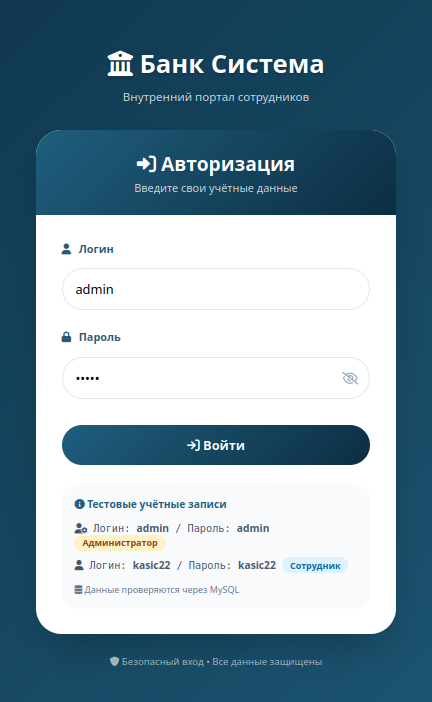 Банк Система
Внутренний портал сотрудников
Авторизация
Введите свои учётные данные
Логин
admin
Пароль
•••••
Войти
Тестовые учётные записи
Логин: admin / Пароль: admin
Администратор
Логин: kasic22 / Пароль: kasic22 Сотрудник
Данные проверяются через MySQL
Безопасный вход • Все данные защищены